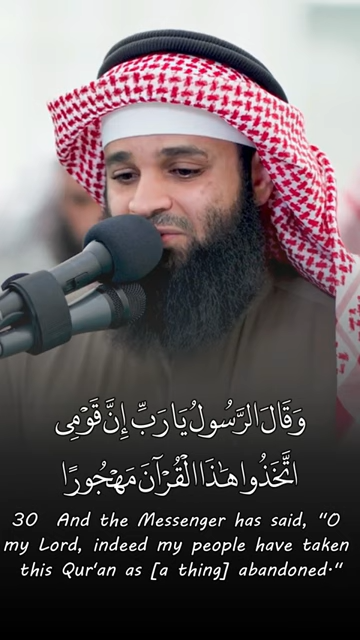 وَقَالَ الرَّسُولُ يَا رَبِّ إِنَّ قَوْمِي
اتَّخَذُوا هَٰذَا الْقُرْآنَ مَهْجُورًا
30 And the Messenger has said, "O
my Lord, indeed my people have taken
this Qur'an as [a thing] abandoned."